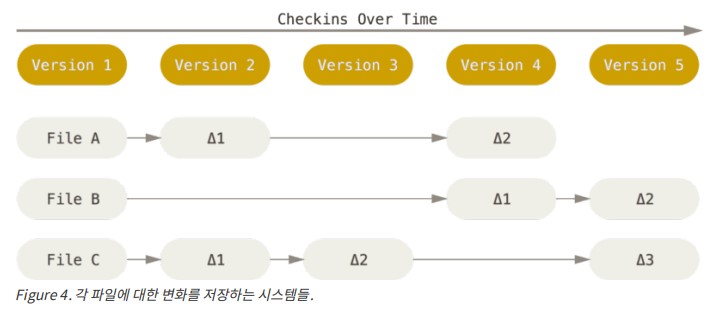 Checkins Over Time
Version 1 Version 2 Version 3 Version 4 Version 5
File A Δ1 Δ2
File B Δ1 Δ2
File C Δ1 Δ2 Δ3
Figure 4. 각 파일에 대한 변화를 저장하는 시스템들.